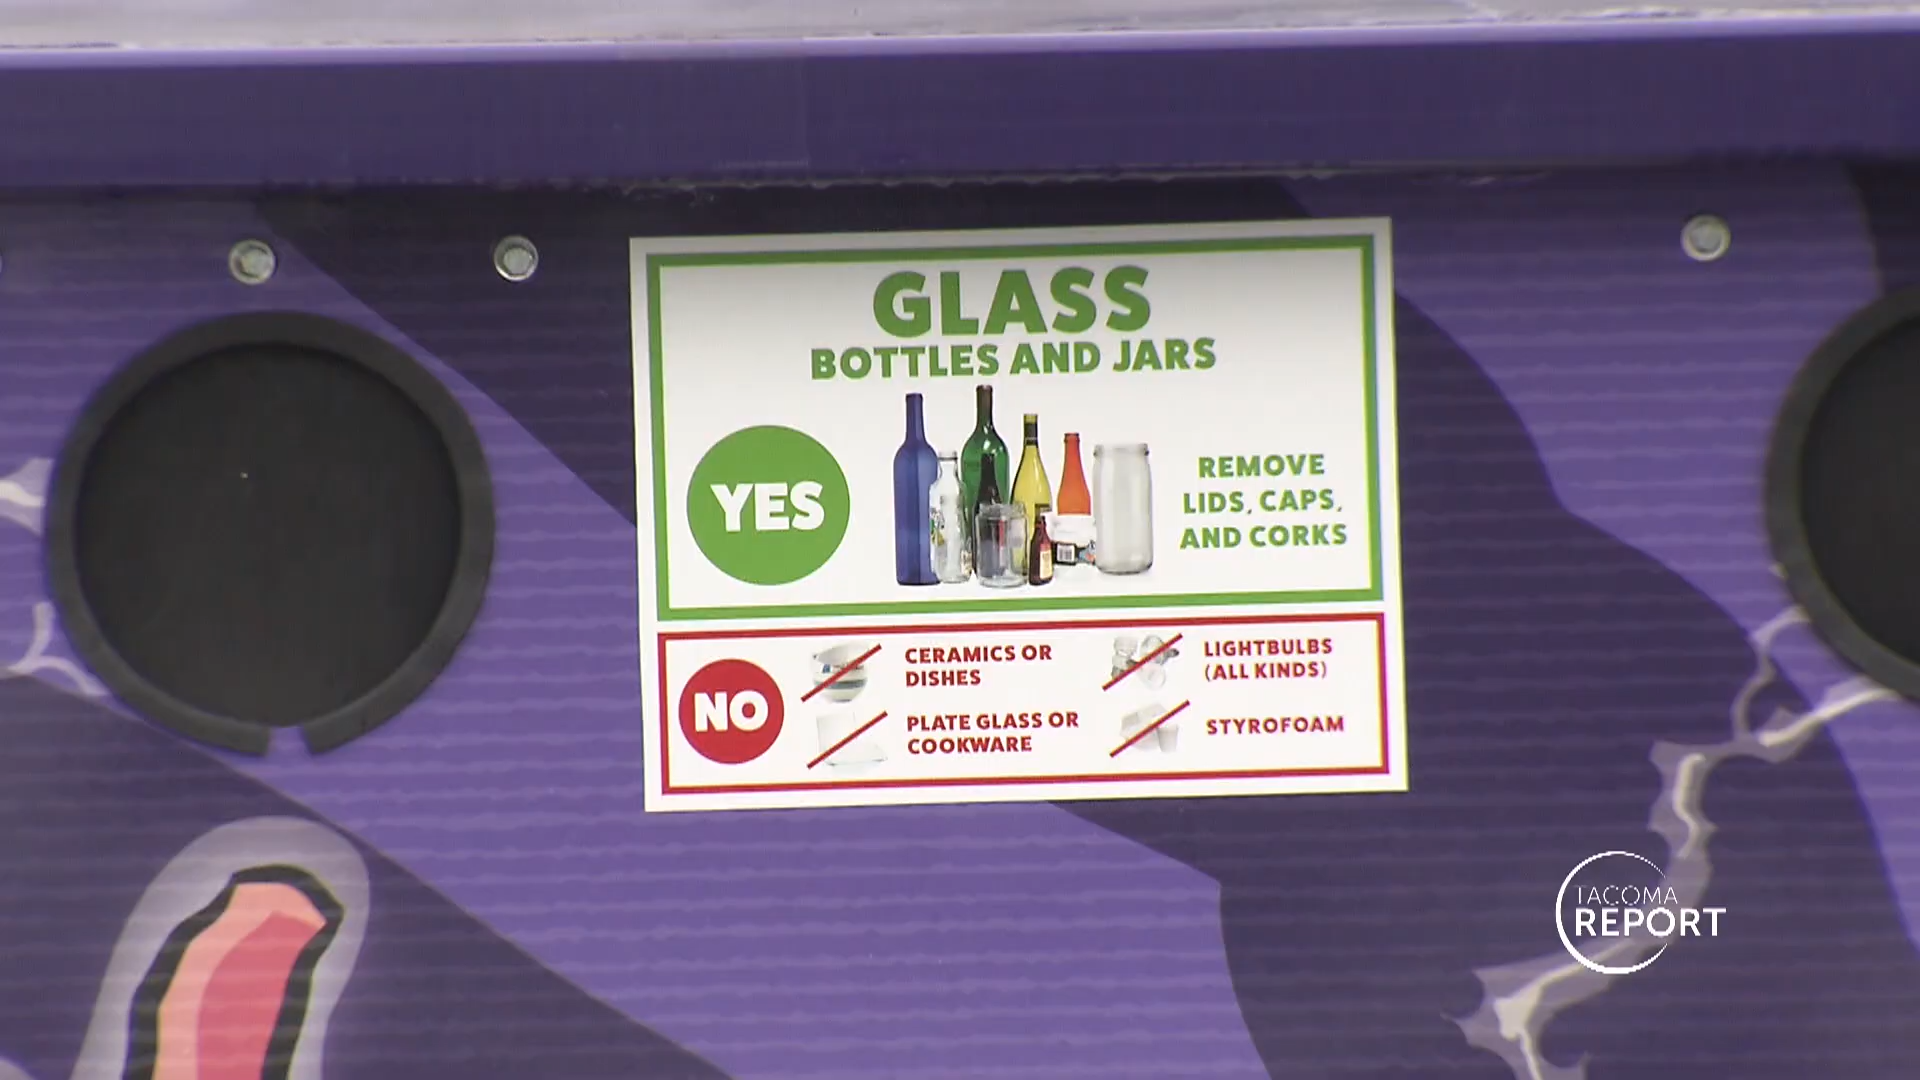 GLASS
BOTTLES AND JARS
YES
REMOVE
LIDS, CAPS,
AND CORKS
NO
CERAMICS OR
DISHES
LIGHTBULBS
(ALL KINDS)
PLATE GLASS OR
COOKWARE
STYROFOAM
TACOMA
REPORT